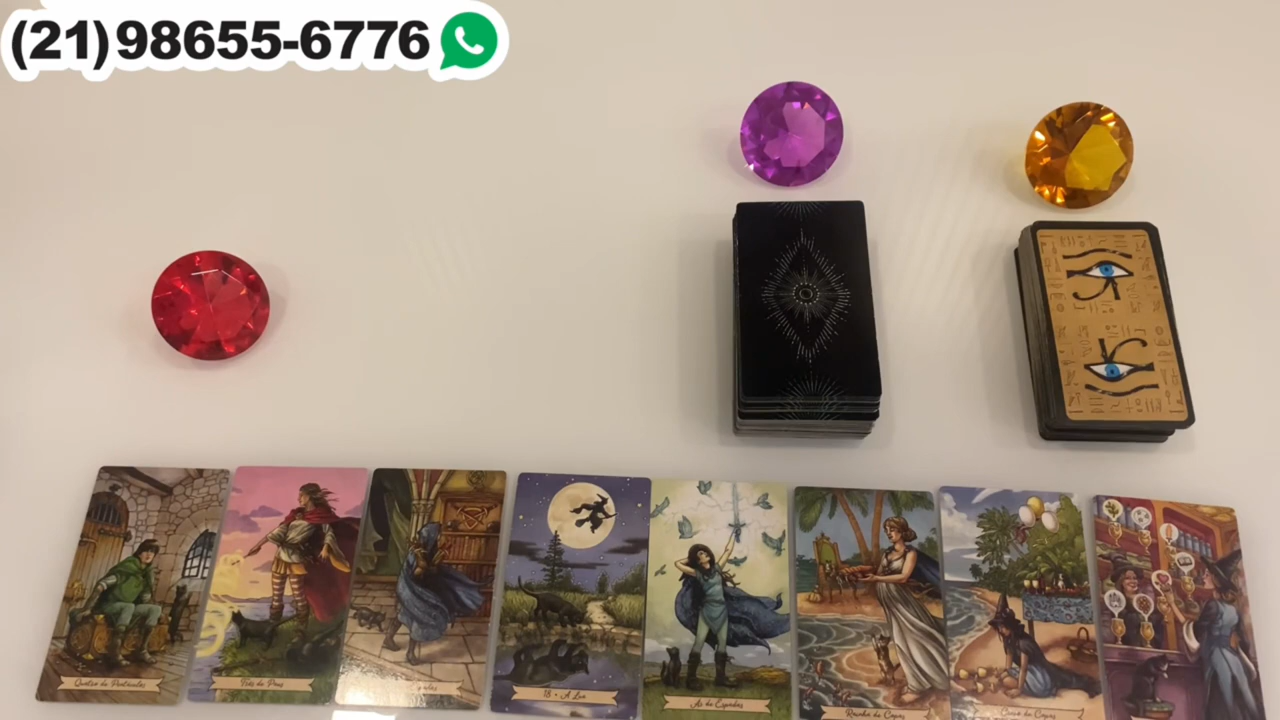 (21)98655-6776
Quatro de Pentáculos
Três de Paus
18 • A Lua
Ás de Espadas
Rainha de Copas
Cinco de Copas